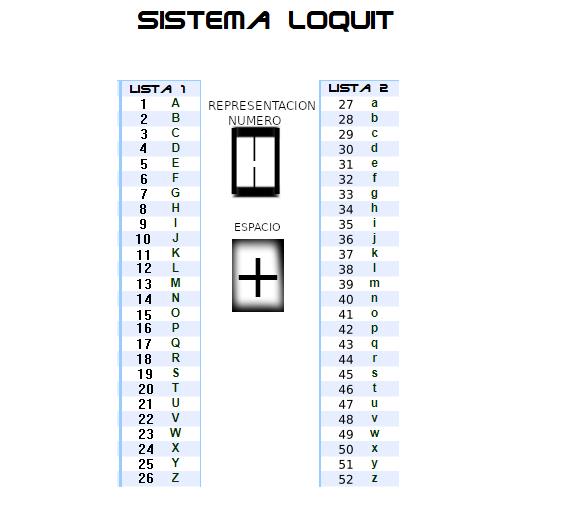 SISTEMA LOQUIT
LISTA 1
1 A
2 B
3 C
4 D
5 E
6 F
7 G
8 H
9 I
10 J
11 K
12 L
13 M
14 N
15 O
16 P
17 Q
18 R
19 S
20 T
21 U
22 V
23 W
24 X
25 Y
26 Z
REPRESENTACION
NUMERO
ESPACIO
+
LISTA 2
27 a
28 b
29 c
30 d
31 e
32 f
33 g
34 h
35 i
36 j
37 k
38 l
39 m
40 n
41 o
42 p
43 q
44 r
45 s
46 t
47 u
48 v
49 w
50 x
51 y
52 z